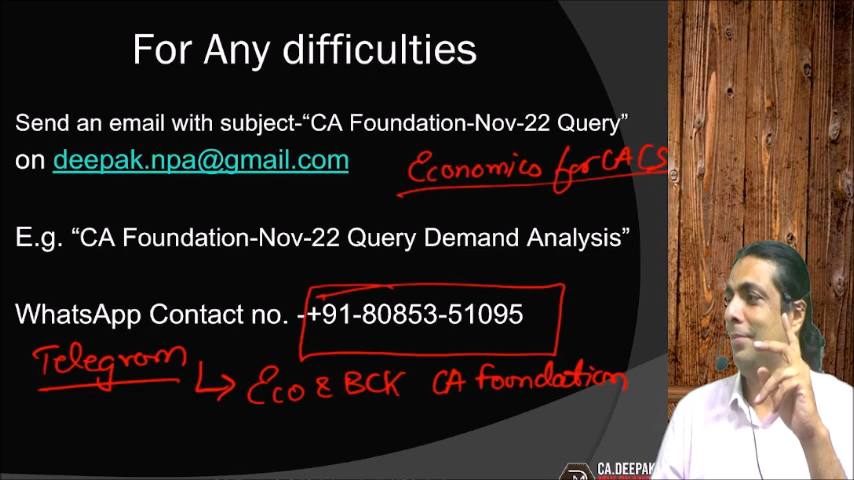 For Any difficulties
Send an email with subject-“CA Foundation-Nov-22 Query”
on deepak.npa@gmail.com
Economics for CA CS
E.g. “CA Foundation-Nov-22 Query Demand Analysis”
WhatsApp Contact no. -+91-80853-51095
Telegram
Eco & BCK CA foundation
CA.DEEPAK